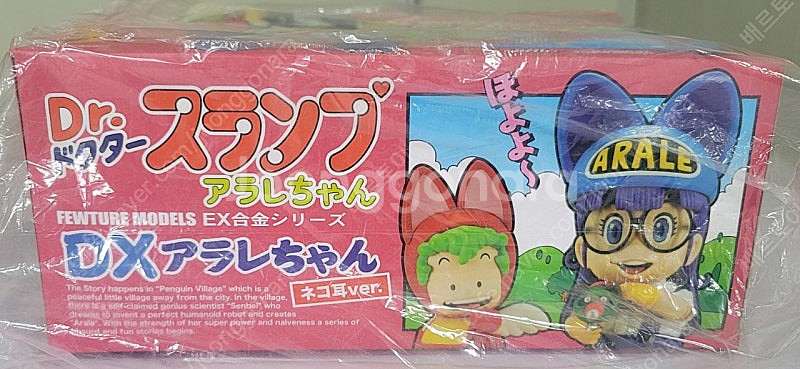 Dr.
ドクター
スランプ
アラレちゃん
FEWTURE MODELS EX合金シリーズ
DXアラレちゃん
ネコ耳ver.
The Story happens in "Penguin Village" which is a
peaceful little village away from the city. In the village,
there is a self-claimed genius scientist "Senbei" who
dreams to invent a perfect humanoid robot and creates
"Arale". With the strength of her super power and naiveness a series of
absurd and fun stories begins.
ほよよ〜
ARALE